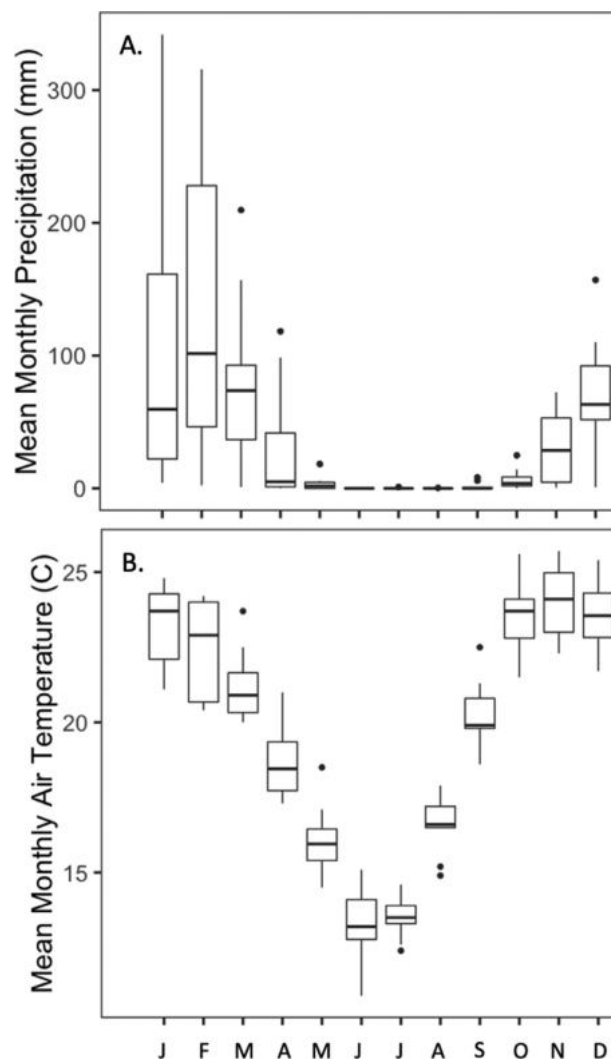 A.
Mean Monthly Precipitation (mm)
300
200
100
0
B.
Mean Monthly Air Temperature (C)
25
20
15
J F M A M J J A S O N D